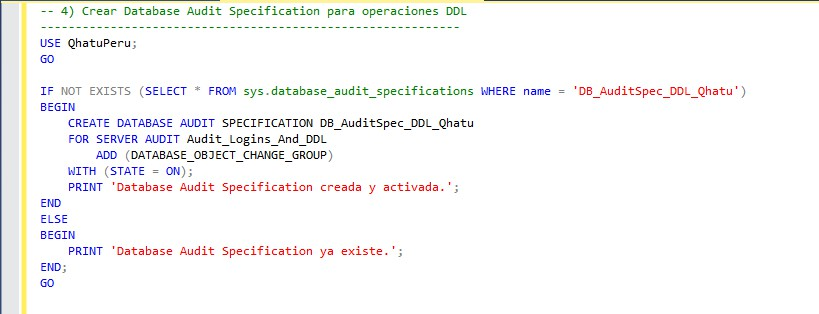 -- 4) Crear Database Audit Specification para operaciones DDL
------------------------------------------------------------
USE QhatuPeru;
GO
IF NOT EXISTS (SELECT * FROM sys.database_audit_specifications WHERE name = 'DB_AuditSpec_DDL_Qhatu')
BEGIN
CREATE DATABASE AUDIT SPECIFICATION DB_AuditSpec_DDL_Qhatu
FOR SERVER AUDIT Audit_Logins_And_DDL
ADD (DATABASE_OBJECT_CHANGE_GROUP)
WITH (STATE = ON);
PRINT 'Database Audit Specification creada y activada.';
END
ELSE
BEGIN
PRINT 'Database Audit Specification ya existe.';
END;
GO